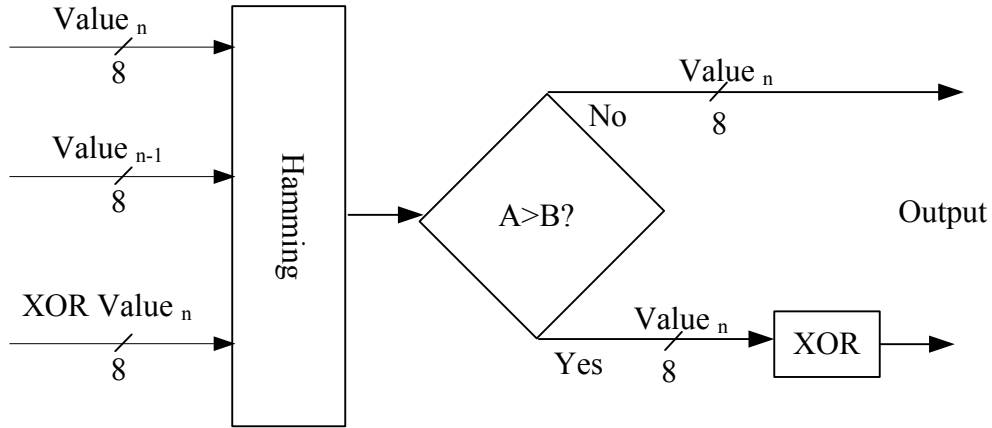 Value n
8
Value n-1
8
XOR Value n
8
Hamming
A>B?
No
Value n
8
Output
Yes
Value n
8
XOR